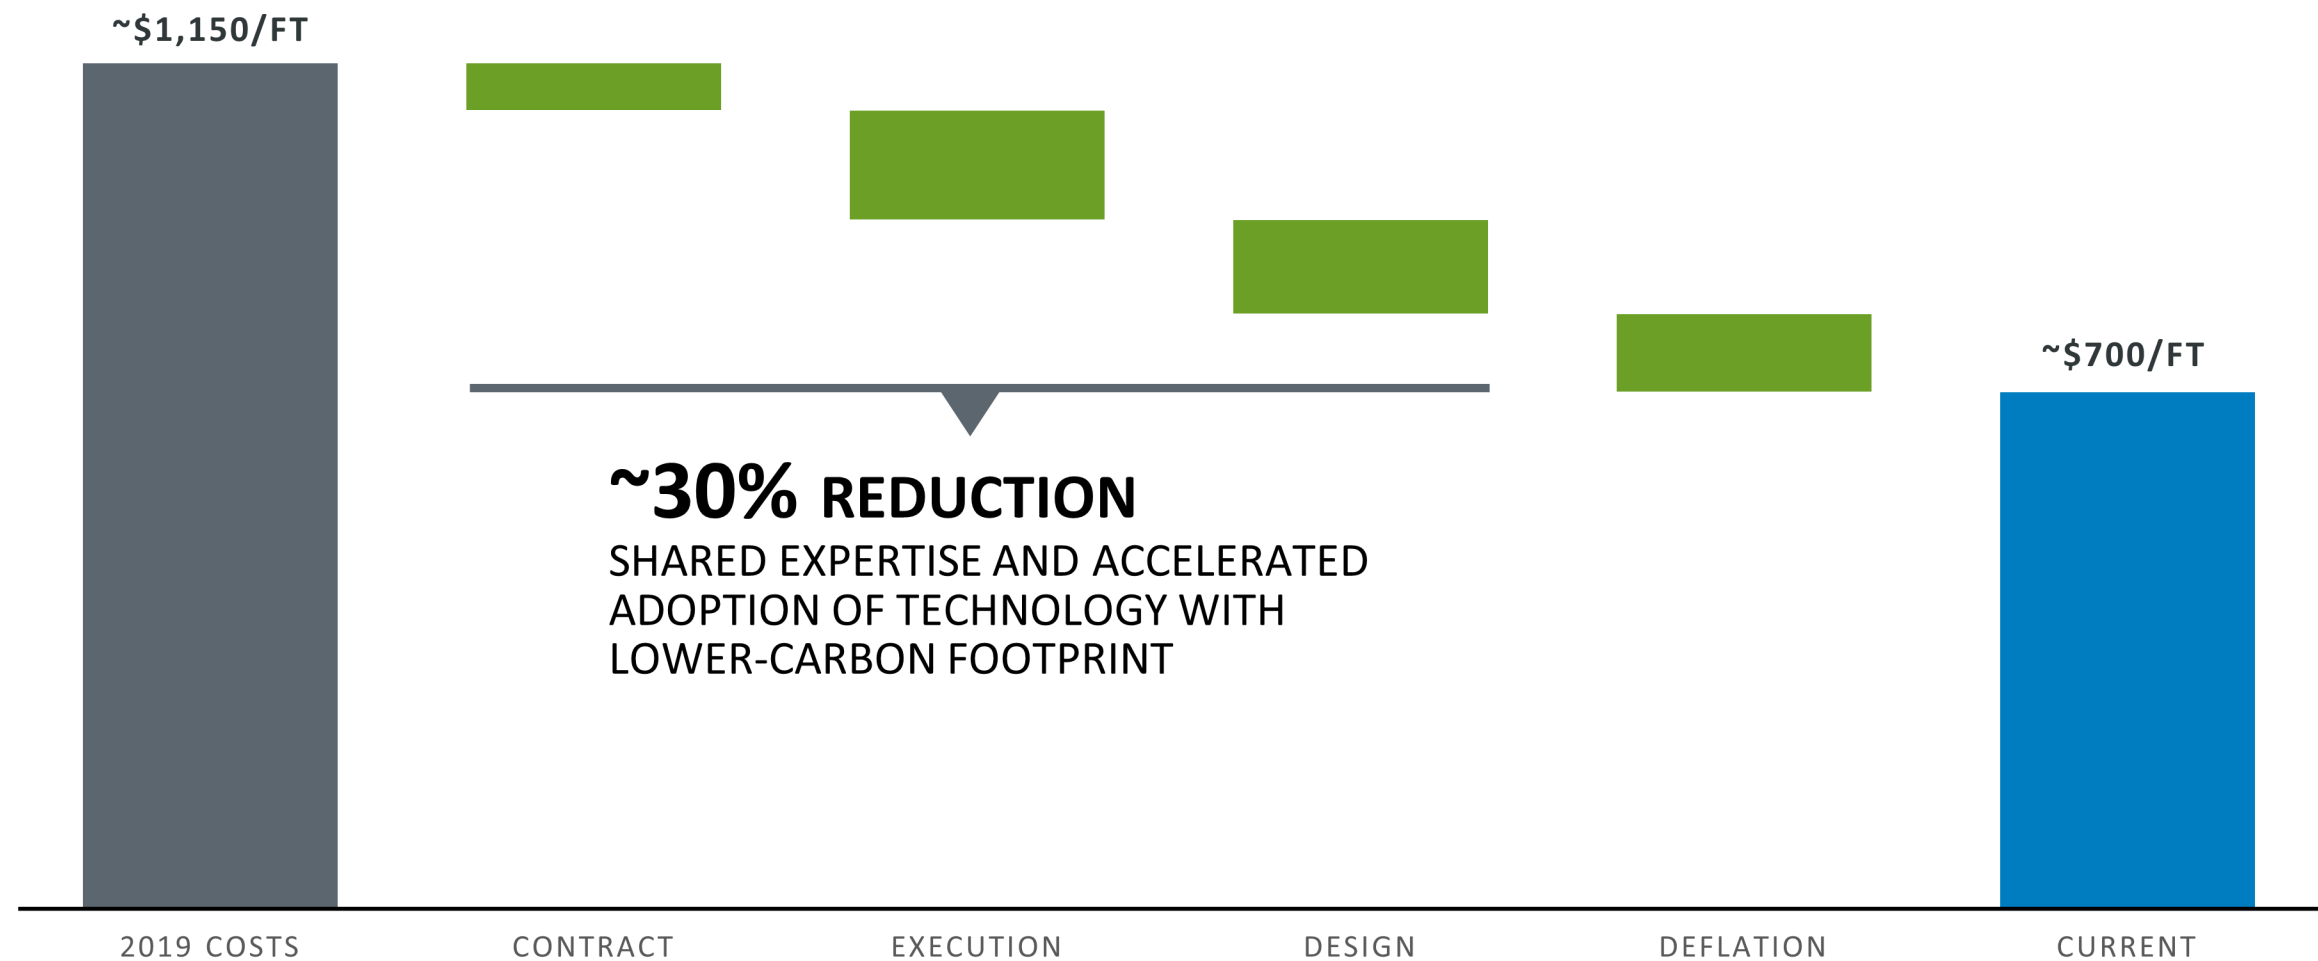 ~$1,150/FT
~$700/FT
~30% REDUCTION
SHARED EXPERTISE AND ACCELERATED
ADOPTION OF TECHNOLOGY WITH
LOWER-CARBON FOOTPRINT
2019 COSTS
CONTRACT
EXECUTION
DESIGN
DEFLATION
CURRENT